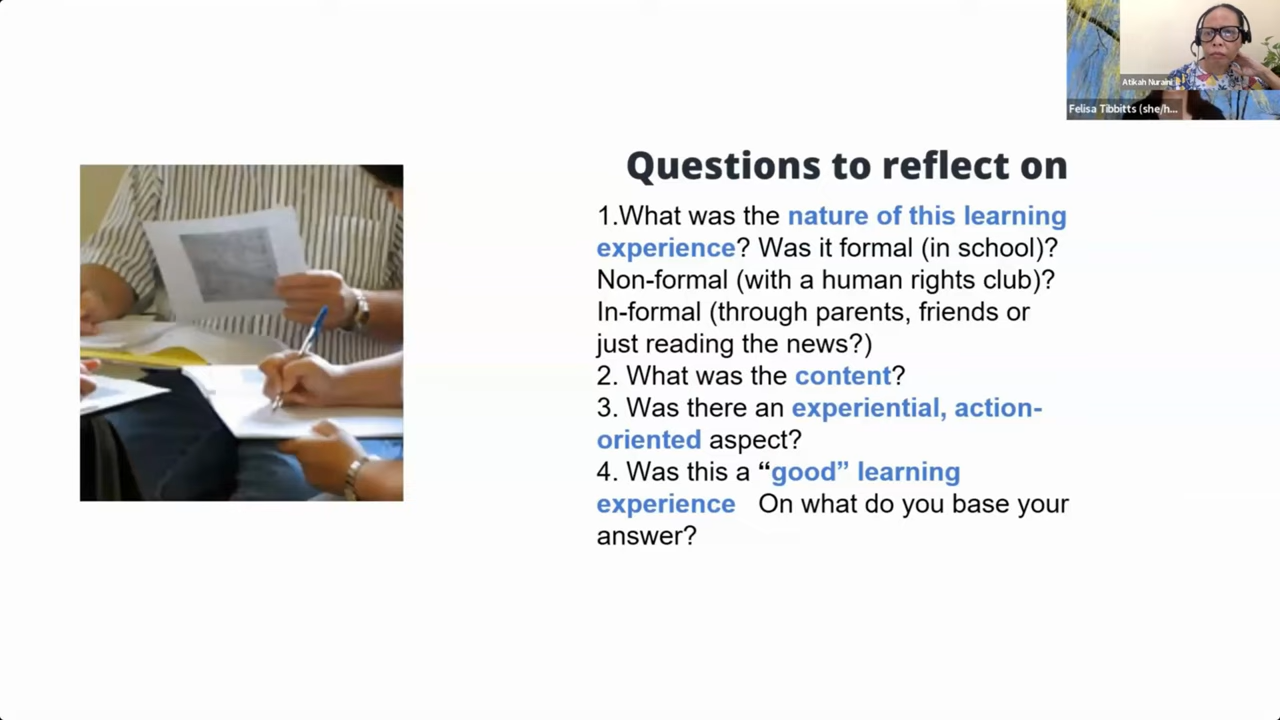 Atikah Nuraini
Felisa Tibbitts (she/h...
Questions to reflect on
1.What was the nature of this learning
experience? Was it formal (in school)?
Non-formal (with a human rights club)?
In-formal (through parents, friends or
just reading the news?)
2. What was the content?
3. Was there an experiential, action-
oriented aspect?
4. Was this a “good” learning
experience   On what do you base your
answer?